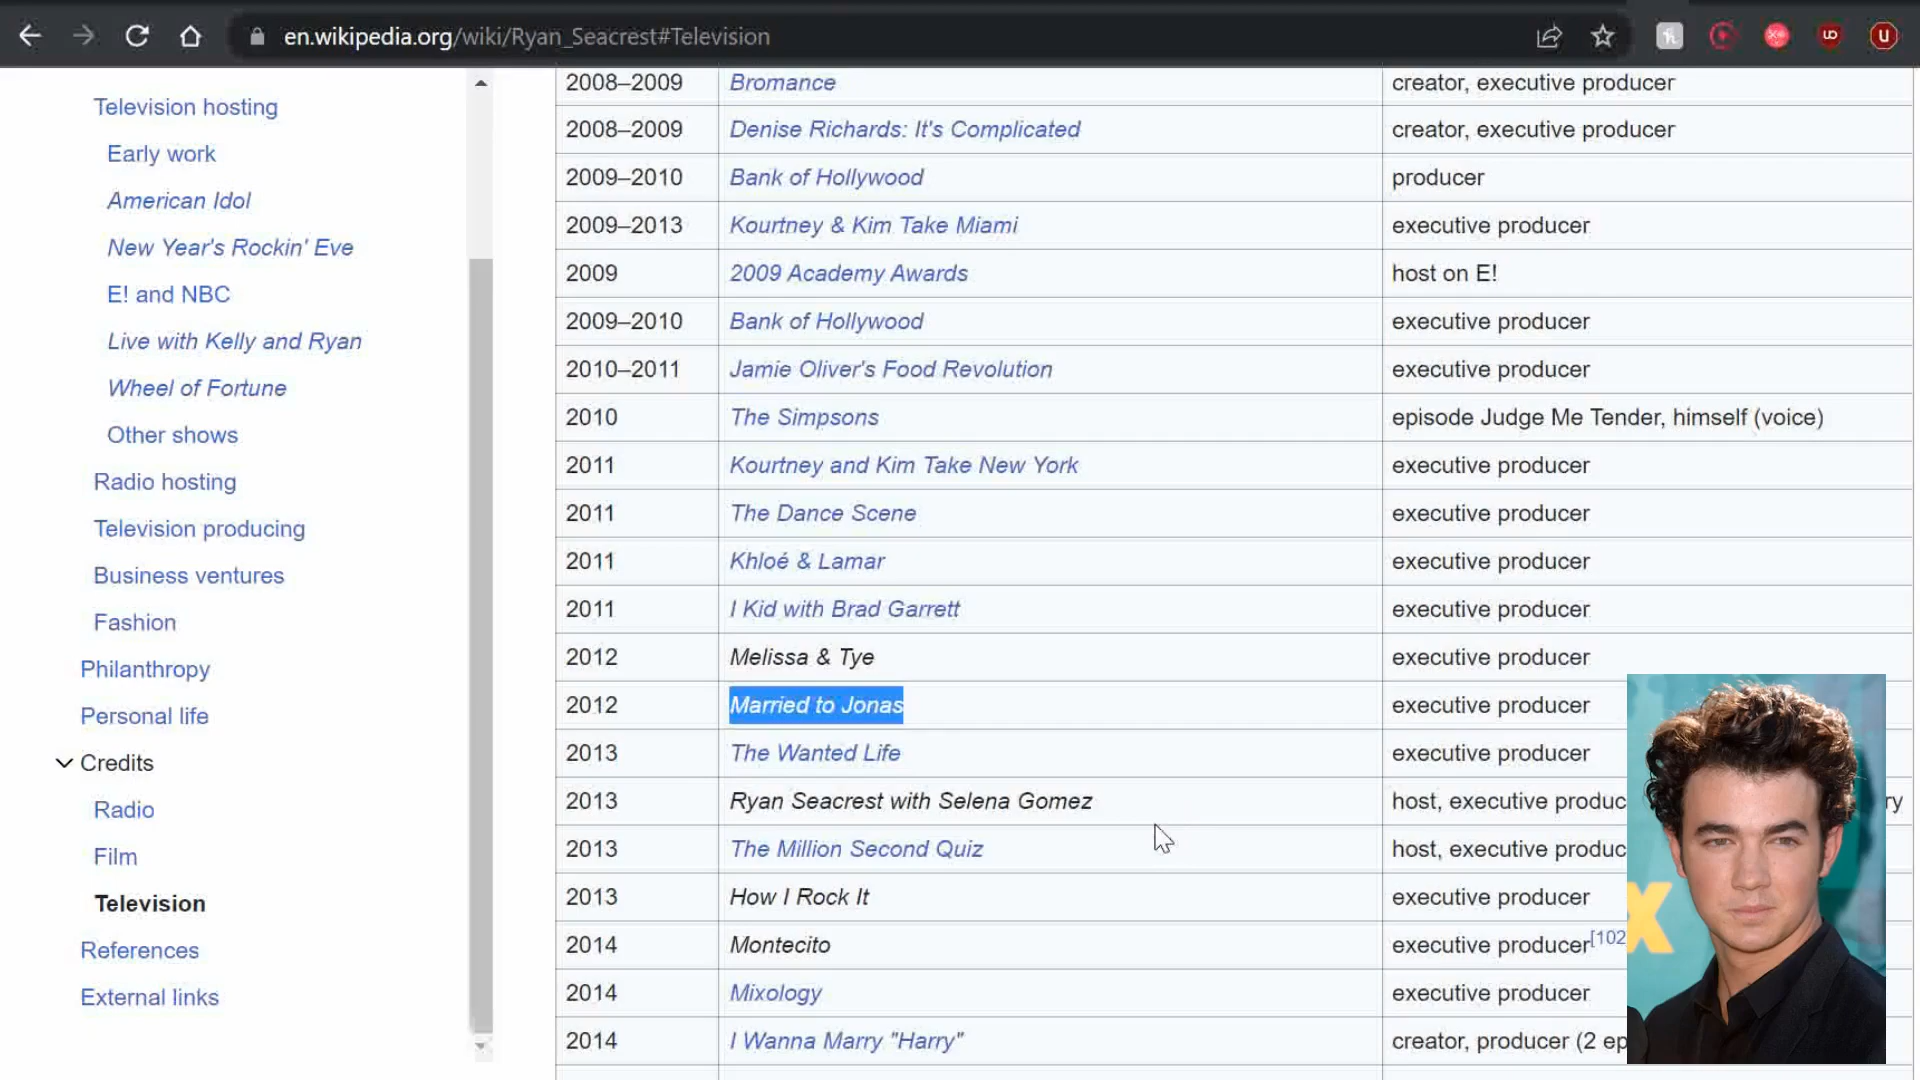 en.wikipedia.org/wiki/Ryan_Seacrest#Television
Television hosting
Early work
American Idol
New Year's Rockin' Eve
E! and NBC
Live with Kelly and Ryan
Wheel of Fortune
Other shows
Radio hosting
Television producing
Business ventures
Fashion
Philanthropy
Personal life
Credits
Radio
Film
Television
References
External links
2008–2009 Bromance creator, executive producer
2008–2009 Denise Richards: It's Complicated creator, executive producer
2009–2010 Bank of Hollywood producer
2009–2013 Kourtney & Kim Take Miami executive producer
2009 2009 Academy Awards host on E!
2009–2010 Bank of Hollywood executive producer
2010–2011 Jamie Oliver's Food Revolution executive producer
2010 The Simpsons episode Judge Me Tender, himself (voice)
2011 Kourtney and Kim Take New York executive producer
2011 The Dance Scene executive producer
2011 Khloé & Lamar executive producer
2011 I Kid with Brad Garrett executive producer
2012 Melissa & Tye executive producer
2012 Married to Jonas executive producer
2013 The Wanted Life executive producer
2013 Ryan Seacrest with Selena Gomez host, executive produc ry
2013 The Million Second Quiz host, executive produc
2013 How I Rock It executive producer
2014 Montecito executive producer[102
2014 Mixology executive producer
2014 I Wanna Marry "Harry" creator, producer (2 ep
X